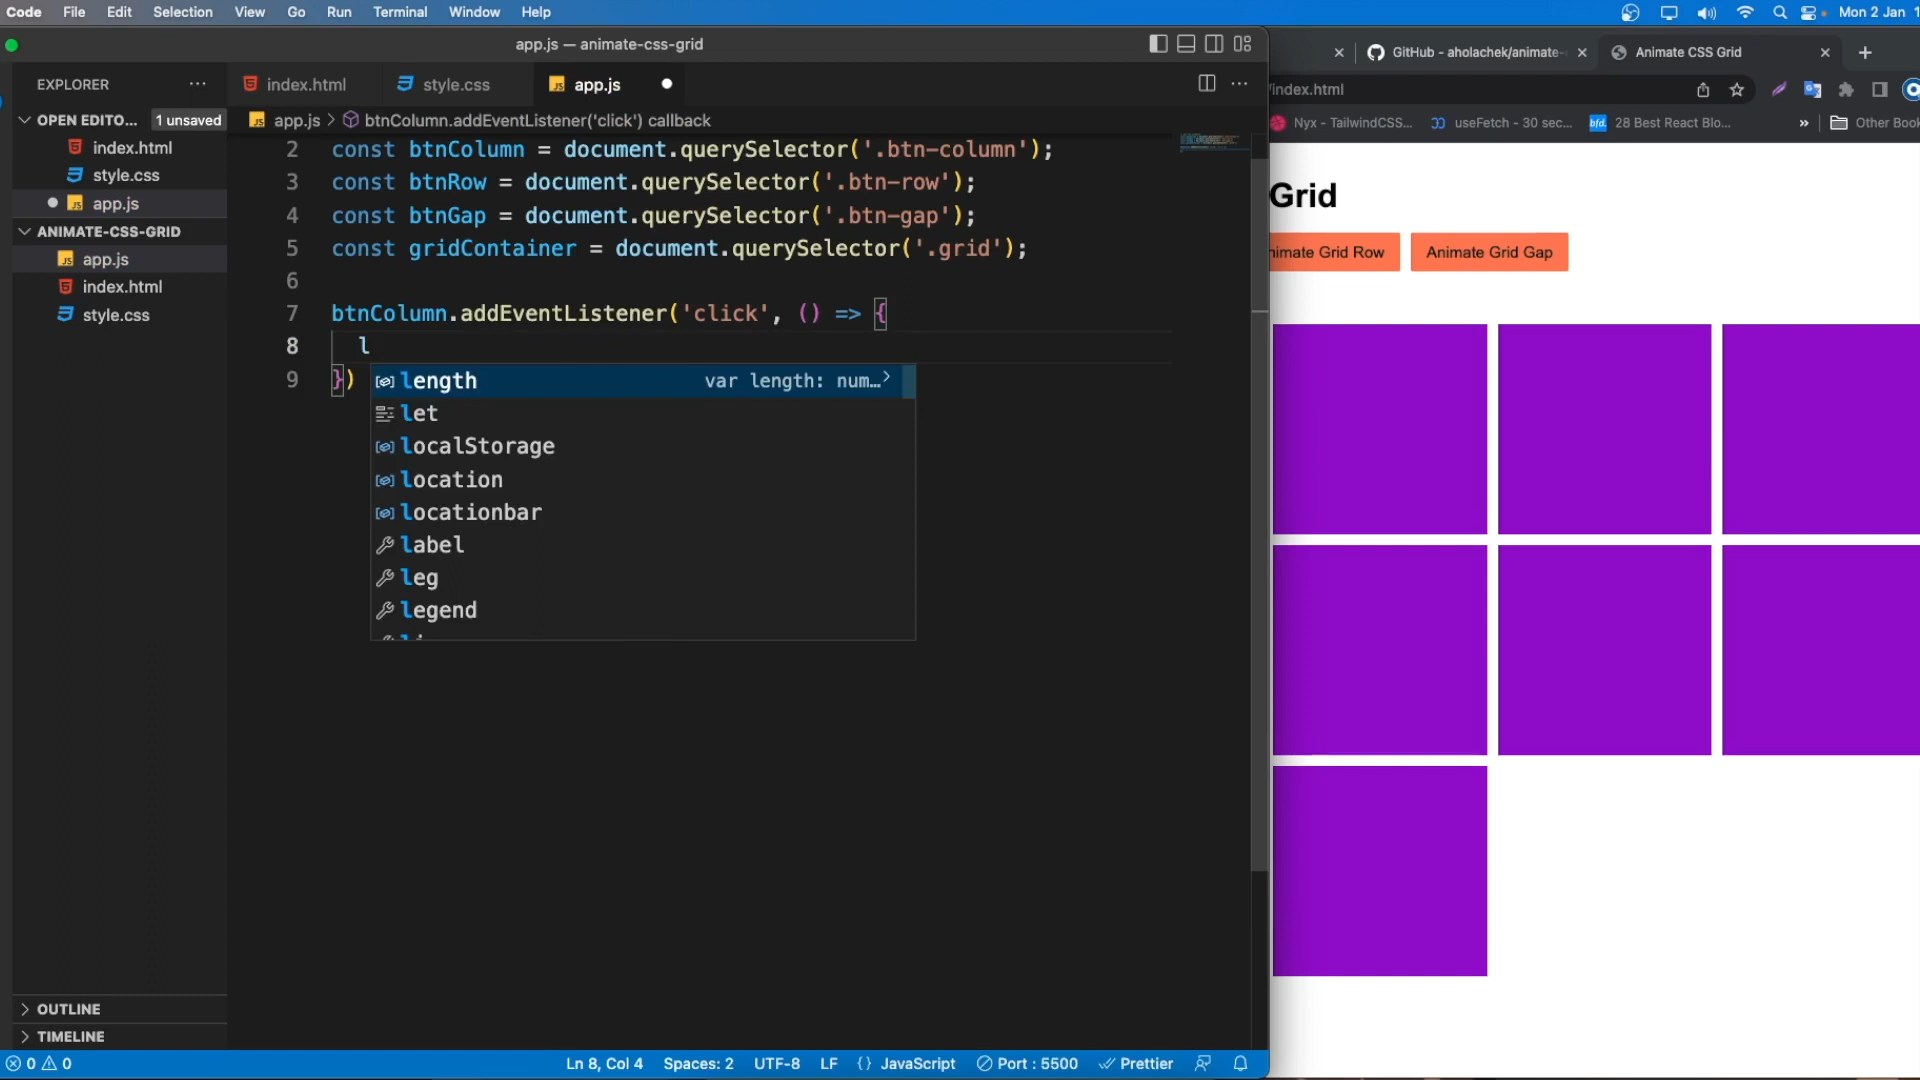 Code File Edit Selection View Go Run Terminal Window Help
Mon 2 Jan 1
app.js — animate-css-grid
GitHub - aholachek/animate-
Animate CSS Grid
/index.html
Nyx - TailwindCSS...
useFetch - 30 sec...
bfd.
28 Best React Blo...
»
Other Book
EXPLORER
index.html
style.css
app.js
OPEN EDITO... 1 unsaved
index.html
style.css
app.js
ANIMATE-CSS-GRID
app.js
index.html
style.css
app.js > btnColumn.addEventListener('click') callback
2 const btnColumn = document.querySelector('.btn-column');
3 const btnRow = document.querySelector('.btn-row');
4 const btnGap = document.querySelector('.btn-gap');
5 const gridContainer = document.querySelector('.grid');
6
7 btnColumn.addEventListener('click', () => {
8 l
9 })
length var length: num…
let
localStorage
location
locationbar
label
leg
legend
Grid
nimate Grid Row
Animate Grid Gap
OUTLINE
TIMELINE
0 0
Ln 8, Col 4
Spaces: 2
UTF-8
LF
{} JavaScript
Port : 5500
Prettier